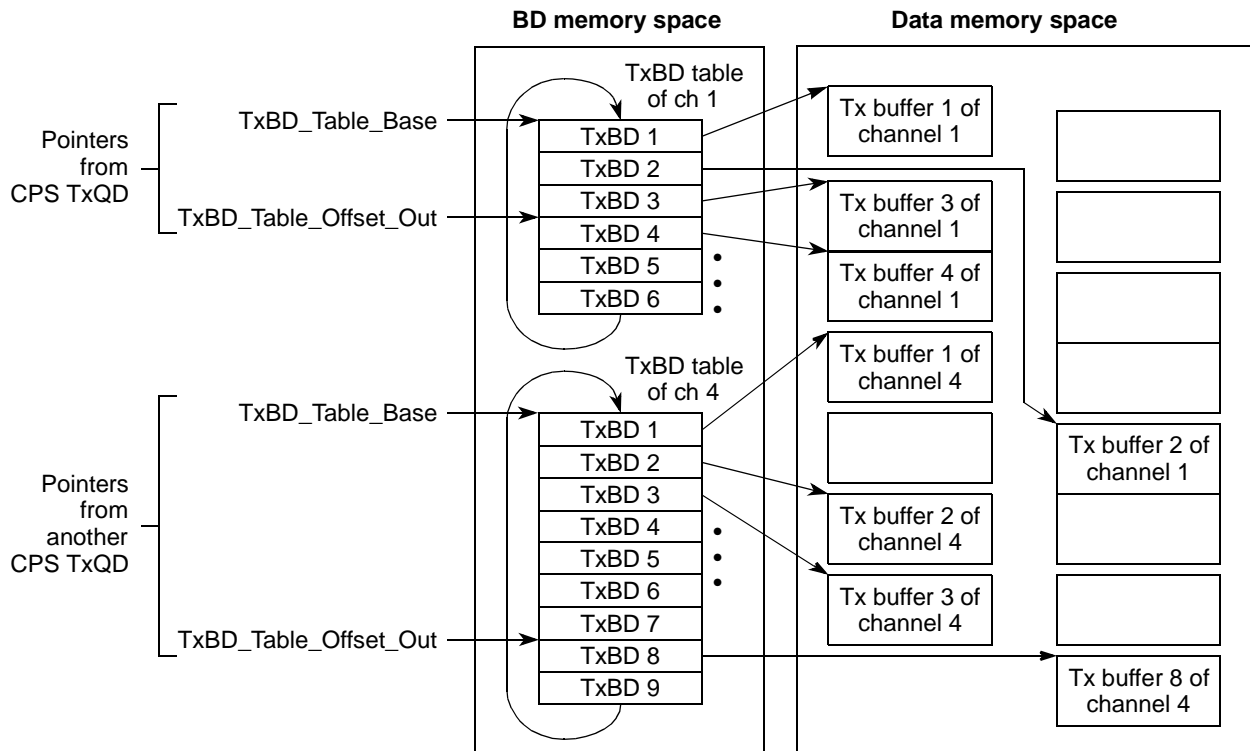 BD memory space
Data memory space
Pointers
from
CPS TxQD
TxBD_Table_Base
TxBD_Table_Offset_Out
TxBD table
of ch 1
TxBD 1
TxBD 2
TxBD 3
TxBD 4
TxBD 5
TxBD 6
Tx buffer 1 of
channel 1
Tx buffer 3 of
channel 1
Tx buffer 4 of
channel 1
Pointers
from
another
CPS TxQD
TxBD_Table_Base
TxBD_Table_Offset_Out
TxBD table
of ch 4
TxBD 1
TxBD 2
TxBD 3
TxBD 4
TxBD 5
TxBD 6
TxBD 7
TxBD 8
TxBD 9
Tx buffer 1 of
channel 4
Tx buffer 2 of
channel 4
Tx buffer 3 of
channel 4
Tx buffer 2 of
channel 1
Tx buffer 8 of
channel 4